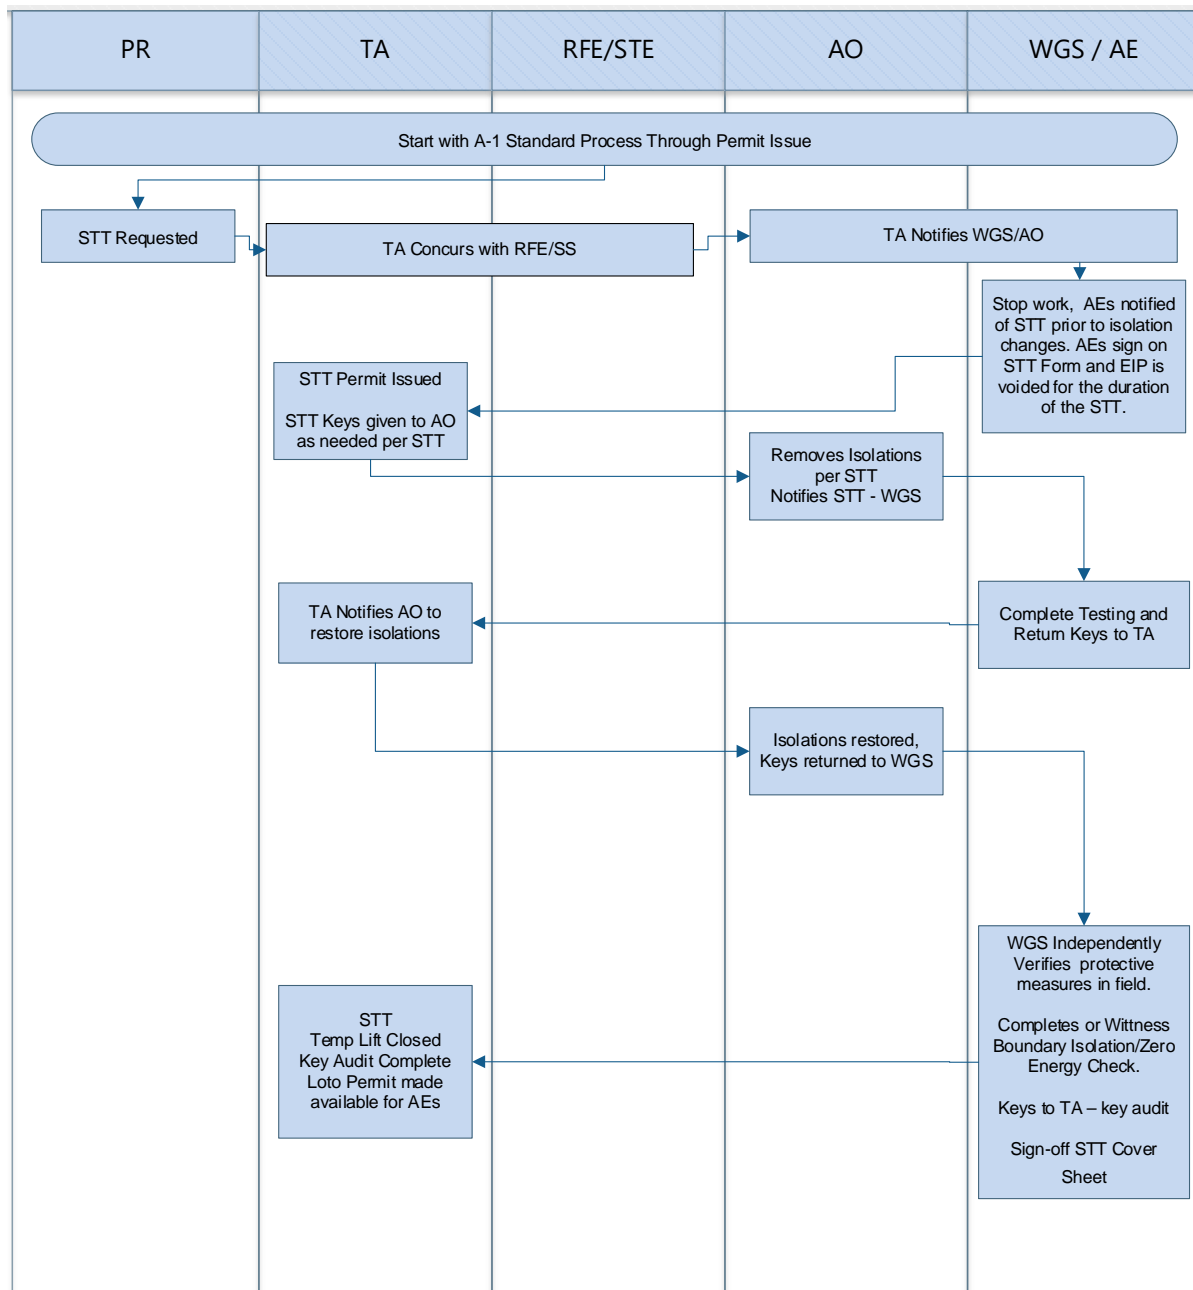 PR
TA
RFE/STE
AO
WGS / AE
Start with A-1 Standard Process Through Permit Issue
STT Requested
TA Concurs with RFE/SS
TA Notifies WGS/AO
Stop work, AEs notified
of STT prior to isolation
changes. AEs sign on
STT Form and EIP is
voided for the duration
of the STT.
STT Permit Issued
STT Keys given to AO
as needed per STT
Removes Isolations
per STT
Notifies STT - WGS
Complete Testing and
Return Keys to TA
TA Notifies AO to
restore isolations
Isolations restored,
Keys returned to WGS
WGS Independently
Verifies protective
measures in field.
Completes or Wittness
Boundary Isolation/Zero
Energy Check.
Keys to TA – key audit
Sign-off STT Cover
Sheet
STT
Temp Lift Closed
Key Audit Complete
Loto Permit made
available for AEs